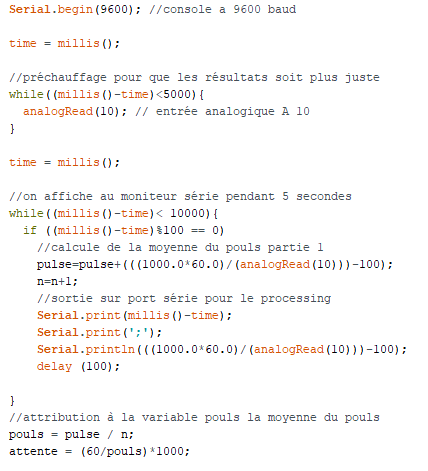 Serial.begin(9600); //console a 9600 baud
time = millis();
//préchauffage pour que les résultats soit plus juste
while((millis()-time)<5000){
analogRead(10); // entrée analogique A 10
}
time = millis();
//on affiche au moniteur série pendant 5 secondes
while((millis()-time)< 10000){
if ((millis()-time)%100 == 0)
//calcule de la moyenne du pouls partie 1
pulse=pulse+(((1000.0*60.0)/(analogRead(10)))-100);
n=n+1;
//sortie sur port série pour le processing
Serial.print(millis()-time);
Serial.print(';');
Serial.println(((1000.0*60.0)/(analogRead(10)))-100);
delay (100);
}
//attribution à la variable pouls la moyenne du pouls
pouls = pulse / n;
attente = (60/pouls)*1000;